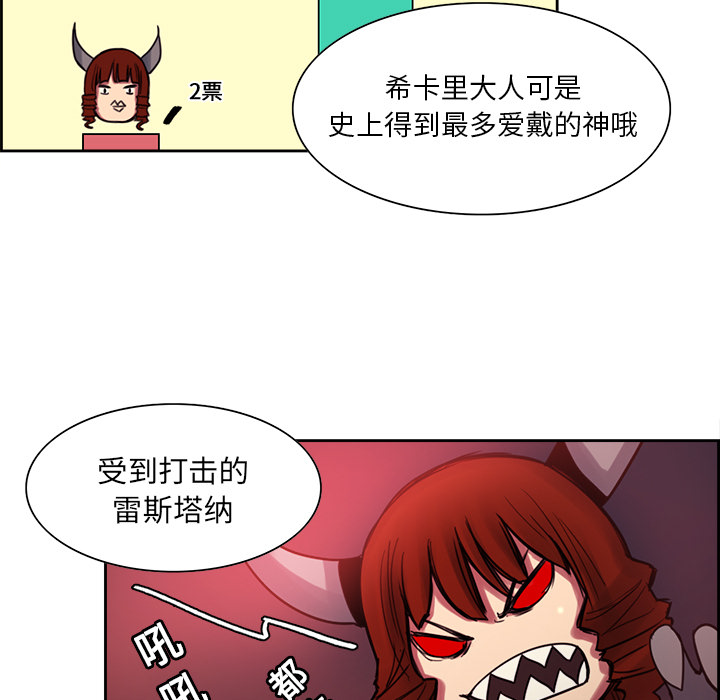 2票
希卡里大人可是
史上得到最多爱戴的神哦
受到打击的
雷斯塔纳
吼
吼
都